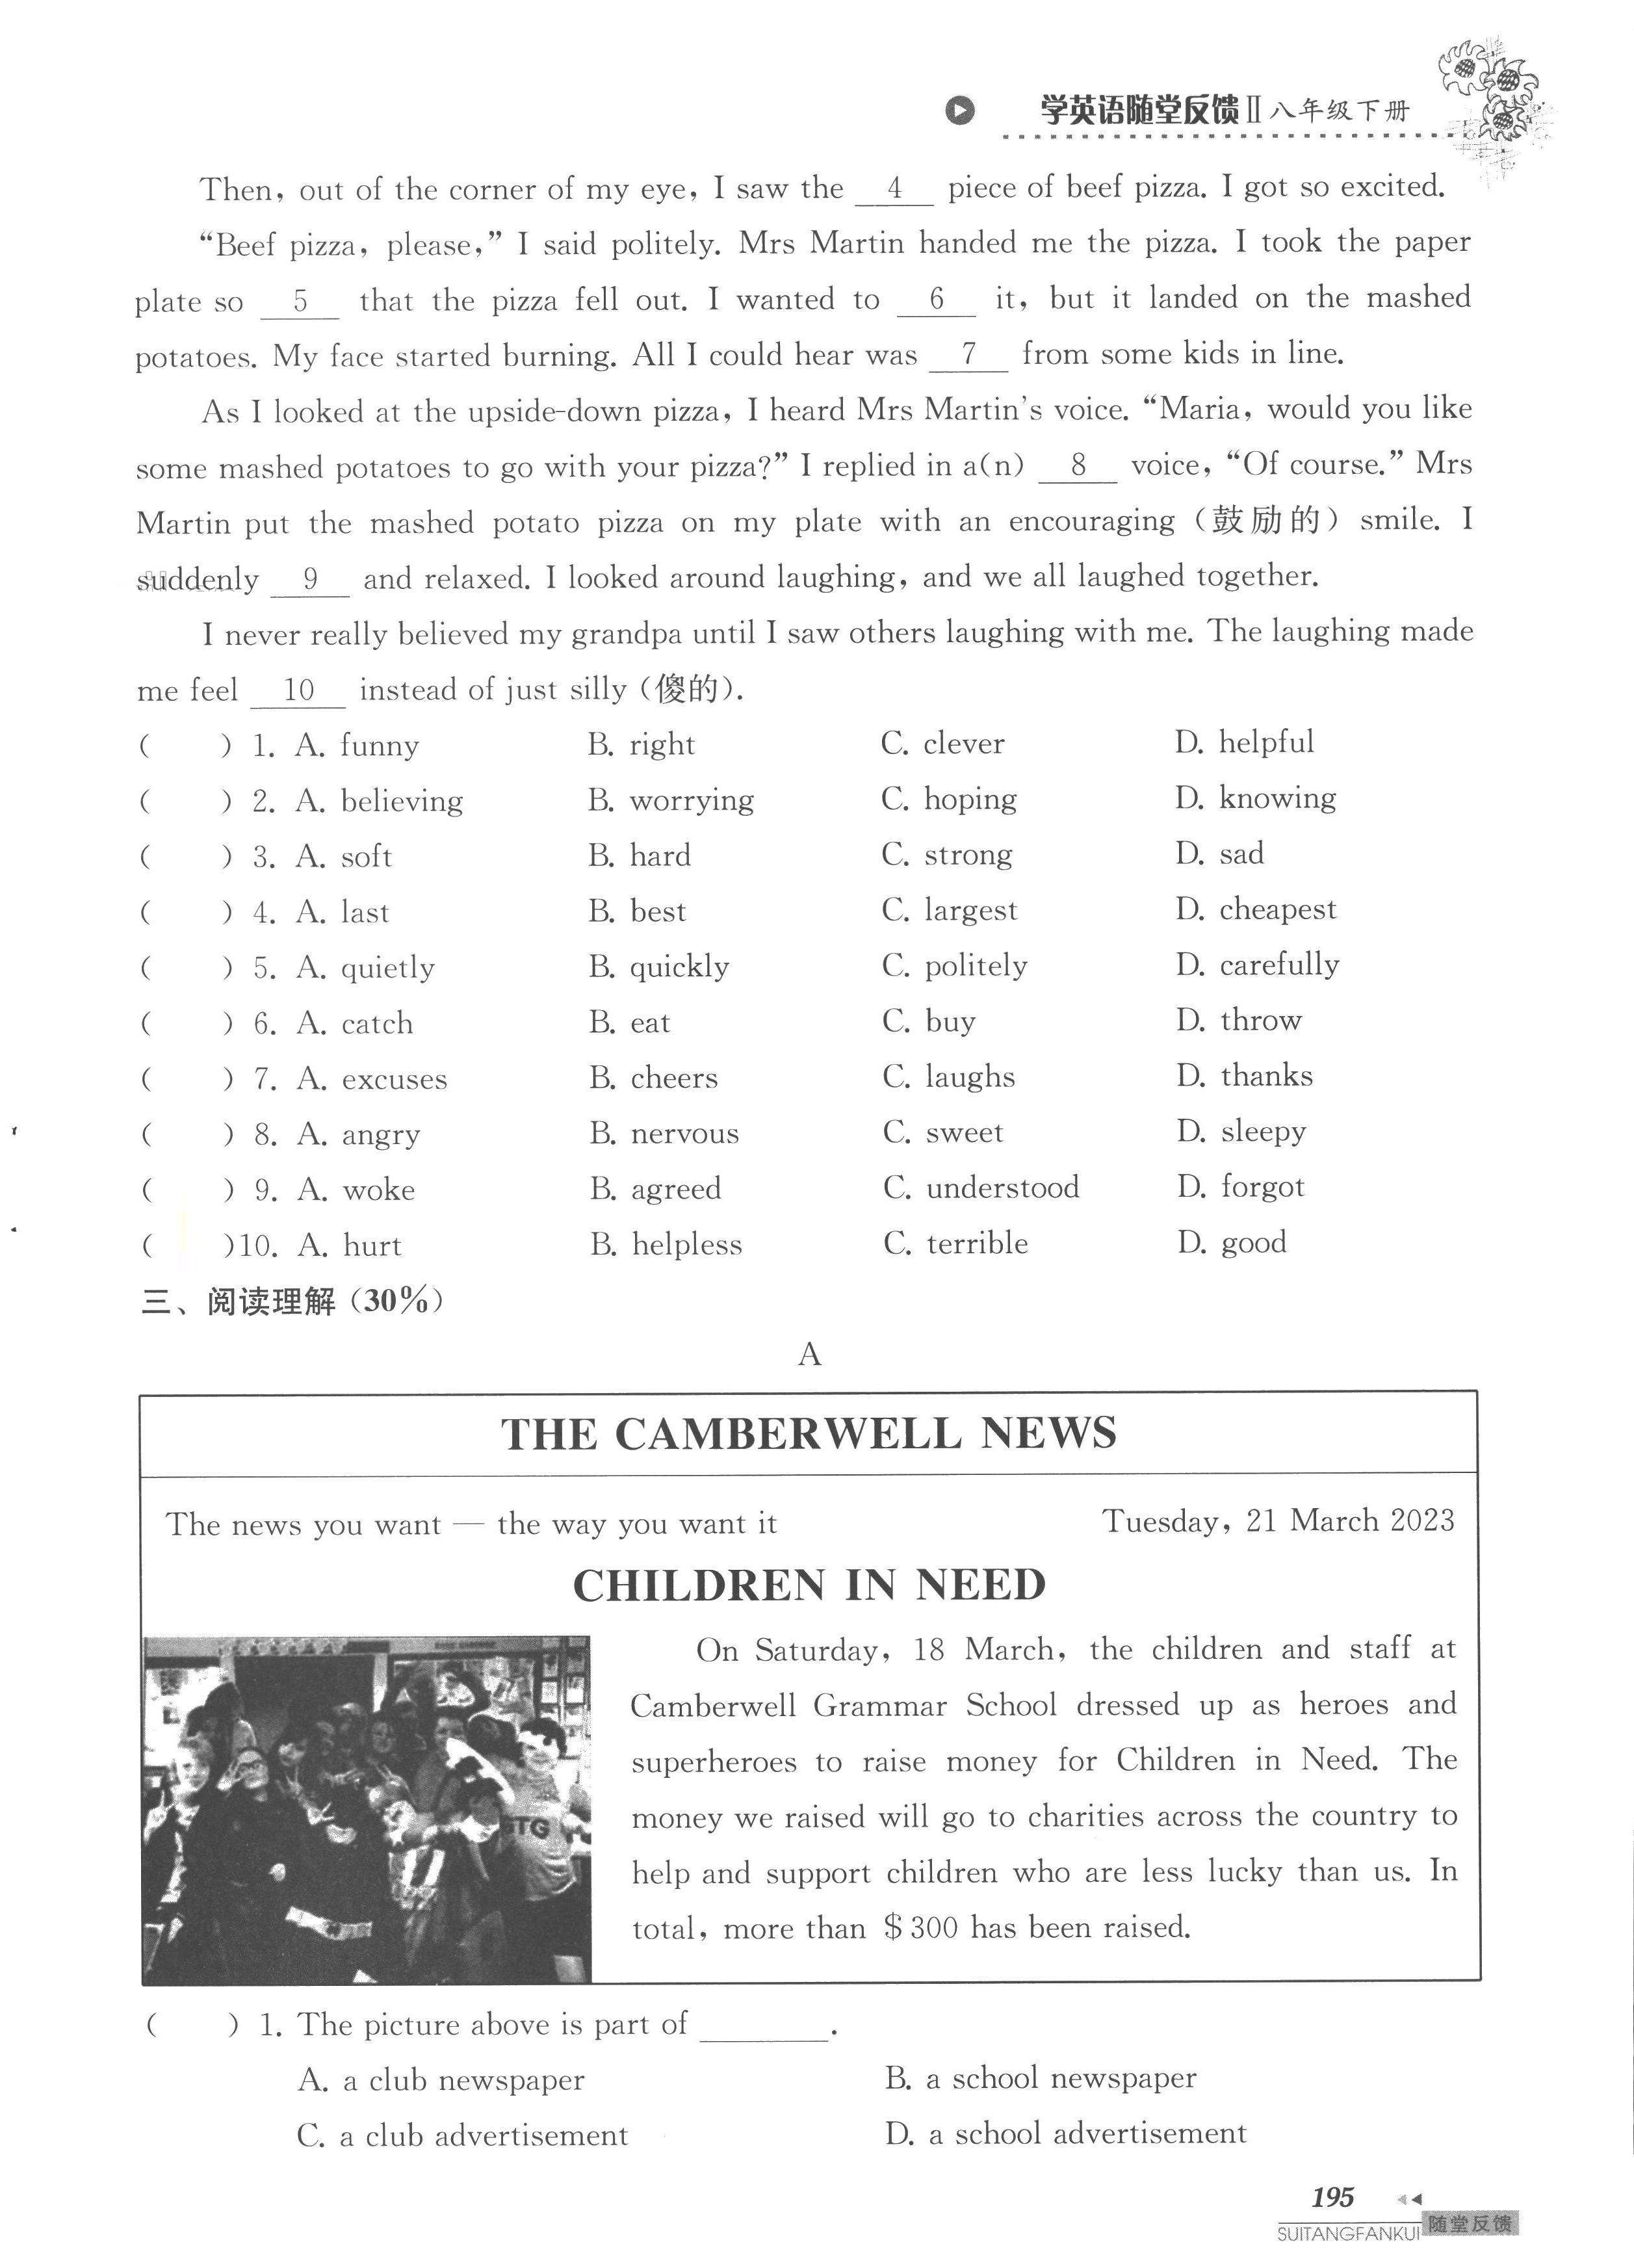 学英语随堂反馈Ⅱ八年级下册
Then, out of the corner of my eye, I saw the 4 piece of beef pizza. I got so excited.
“Beef pizza, please,” I said politely. Mrs Martin handed me the pizza. I took the paper
plate so 5 that the pizza fell out. I wanted to 6 it, but it landed on the mashed
potatoes. My face started burning. All I could hear was 7 from some kids in line.
As I looked at the upside-down pizza, I heard Mrs Martin's voice. “Maria, would you like
some mashed potatoes to go with your pizza?” I replied in a(n) 8 voice, “Of course.” Mrs
Martin put the mashed potato pizza on my plate with an encouraging (鼓励的) smile. I
suddenly 9 and relaxed. I looked around laughing, and we all laughed together.
I never really believed my grandpa until I saw others laughing with me. The laughing made
me feel 10 instead of just silly (傻的).
( ) 1. A. funny B. right C. clever D. helpful
( ) 2. A. believing B. worrying C. hoping D. knowing
( ) 3. A. soft B. hard C. strong D. sad
( ) 4. A. last B. best C. largest D. cheapest
( ) 5. A. quietly B. quickly C. politely D. carefully
( ) 6. A. catch B. eat C. buy D. throw
( ) 7. A. excuses B. cheers C. laughs D. thanks
( ) 8. A. angry B. nervous C. sweet D. sleepy
( ) 9. A. woke B. agreed C. understood D. forgot
( )10. A. hurt B. helpless C. terrible D. good
三、阅读理解(30%)
A
THE CAMBERWELL NEWS
The news you want — the way you want it Tuesday, 21 March 2023
CHILDREN IN NEED
On Saturday, 18 March, the children and staff at
Camberwell Grammar School dressed up as heroes and
superheroes to raise money for Children in Need. The
money we raised will go to charities across the country to
help and support children who are less lucky than us. In
total, more than $300 has been raised.
( ) 1. The picture above is part of ________.
A. a club newspaper B. a school newspaper
C. a club advertisement D. a school advertisement
195
SUITANGFANKUI 随堂反馈